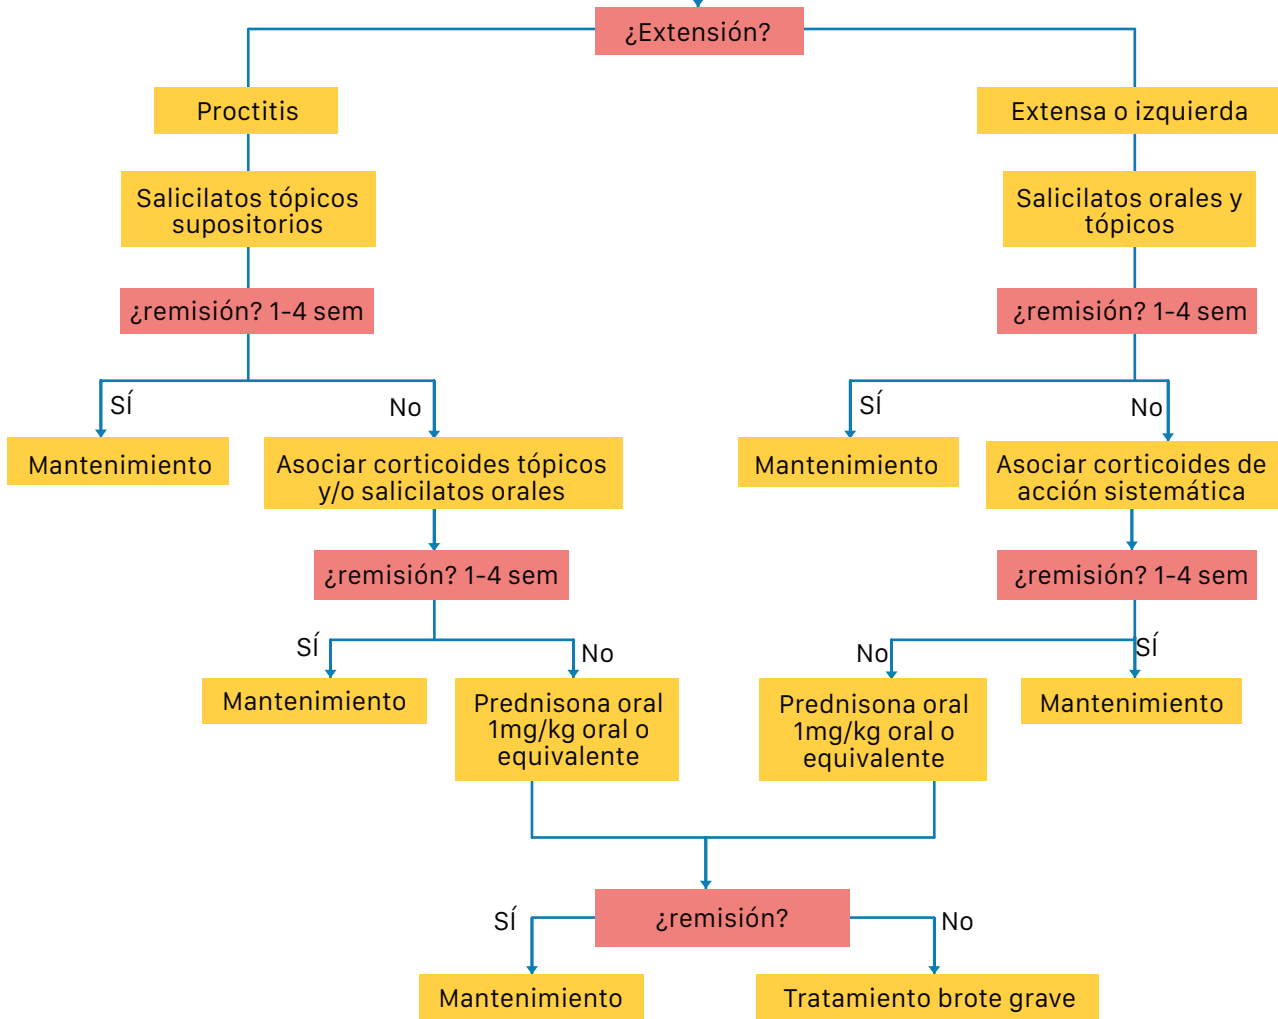 ¿Extensión?
Proctitis
Extensa o izquierda
Salicilatos tópicos
supositorios
Salicilatos orales y
tópicos
¿remisión? 1-4 sem
¿remisión? 1-4 sem
SÍ
No
SÍ
No
Mantenimiento
Asociar corticoides tópicos
y/o salicilatos orales
Mantenimiento
Asociar corticoides de
acción sistemática
¿remisión? 1-4 sem
¿remisión? 1-4 sem
SÍ
No
No
SÍ
Mantenimiento
Prednisona oral
1mg/kg oral o
equivalente
Prednisona oral
1mg/kg oral o
equivalente
Mantenimiento
¿remisión?
SÍ
No
Mantenimiento
Tratamiento brote grave